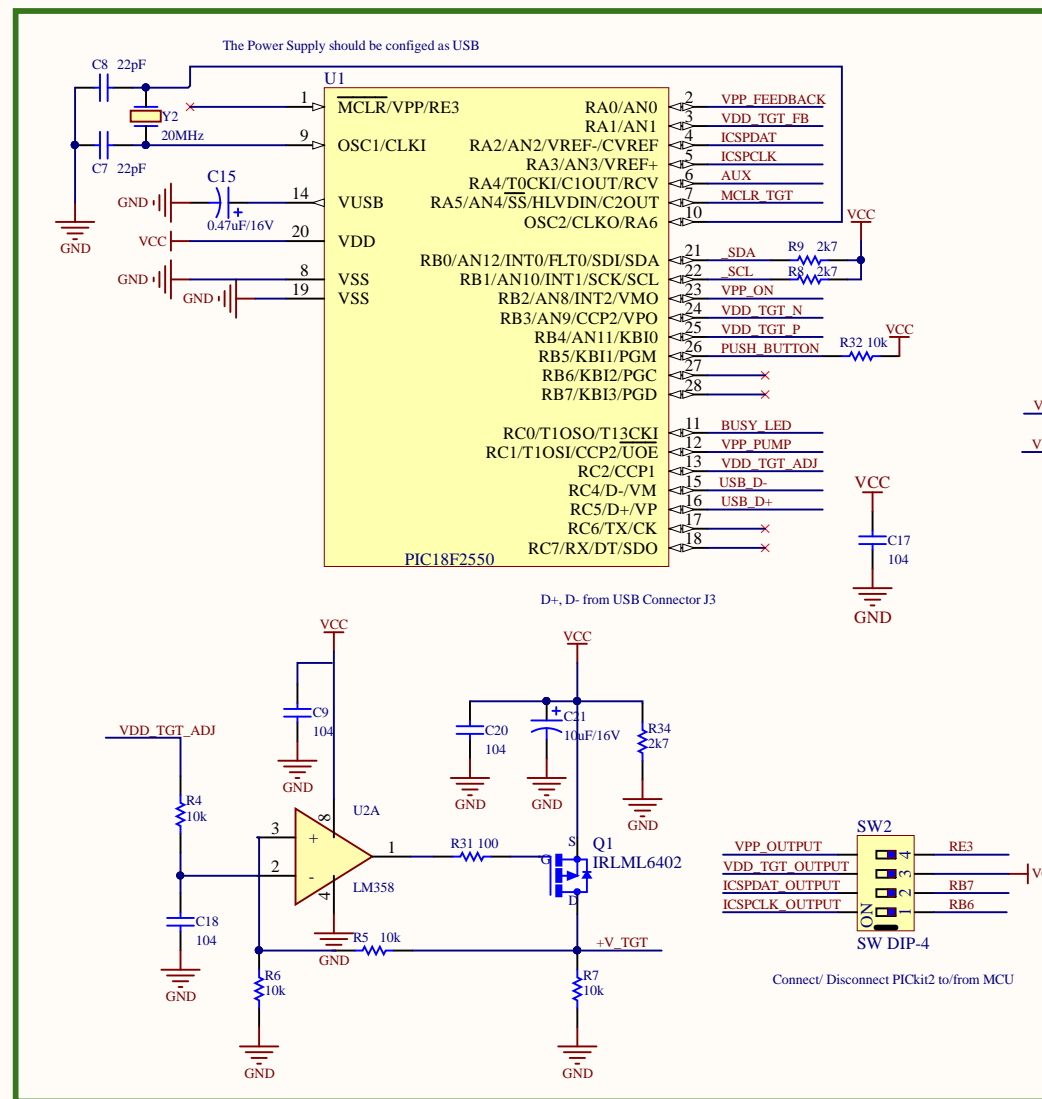 The Power Supply should be configed as USB
C8 22pF
Y2
20MHz
C7 22pF
GND
U1
1 MCLR/VPP/RE3
9 OSC1/CLKI
C15
0.47uF/16V
GND
14 VUSB
VCC 20 VDD
GND 8 VSS
GND 19 VSS
RA0/AN0 2 VPP_FEEDBACK
RA1/AN1 3 VDD_TGT_FB
RA2/AN2/VREF-/CVREF 4 ICSPDAT
RA3/AN3/VREF+ 5 ICSPCLK
RA4/T0CKI/C1OUT/RCV 6 AUX
RA5/AN4/SS/HLVDIN/C2OUT 7 MCLR_TGT
OSC2/CLKO/RA6 10
VCC
RB0/AN12/INT0/FLT0/SDI/SDA 21 _SDA R9 2k7
RB1/AN10/INT1/SCK/SCL 22 _SCL R8 2k7
RB2/AN8/INT2/VMO 23 VPP_ON
RB3/AN9/CCP2/VPO 24 VDD_TGT_N
RB4/AN11/KBI0 25 VDD_TGT_P
RB5/KBI1/PGM 26 PUSH_BUTTON R32 10k VCC
RB6/KBI2/PGC 27
RB7/KBI3/PGD 28
RC0/T1OSO/T13CKI 11 BUSY_LED
RC1/T1OSI/CCP2/UOE 12 VPP_PUMP
RC2/CCP1 13 VDD_TGT_ADJ
RC4/D-/VM 15 USB_D-
RC5/D+/VP 16 USB_D+
RC6/TX/CK 17
RC7/RX/DT/SDO 18
PIC18F2550
VCC
C17
104
GND
D+, D- from USB Connector J3
VCC
C9
104
GND
VDD_TGT_ADJ
R4
10k
C18
104
GND
U2A
3 +
2 -
8
4
1
LM358
GND
R31 100
R5 10k
R6
10k
GND
VCC
C20
104
GND
C21
+
10uF/16V
GND
R34
2k7
GND
Q1
IRLML6402
S
G
D
+V_TGT
R7
10k
GND
SW2
VPP_OUTPUT 4 RE3
VDD_TGT_OUTPUT 3
ICSPDAT_OUTPUT 2 RB7
ICSPCLK_OUTPUT 1 RB6
ON
SW DIP-4
Connect/ Disconnect PICkit2 to/from MCU